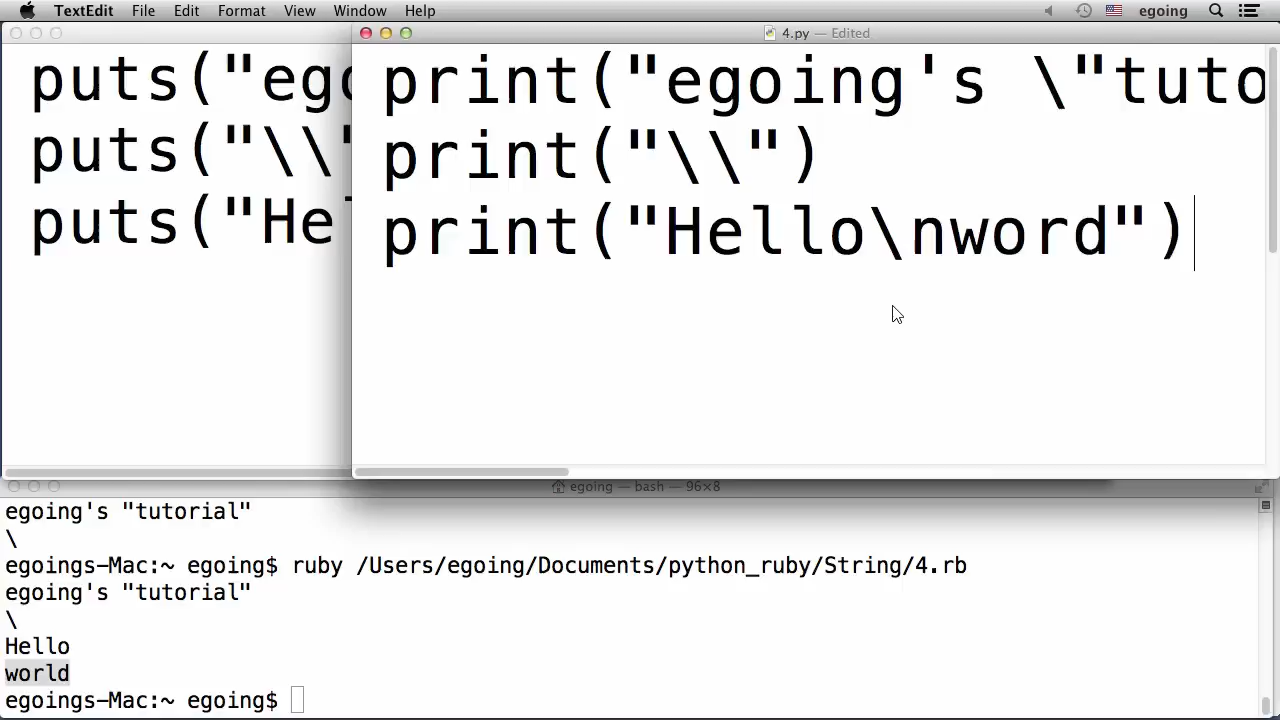 TextEdit File Edit Format View Window Help egoing
4.py — Edited
puts("ego
puts("\\"
puts("Hel
print("egoing's \"tuto
print("\\")
print("Hello\nword")
egoing — bash — 96×8
egoing's "tutorial"
\
egoings-Mac:~ egoing$ ruby /Users/egoing/Documents/python_ruby/String/4.rb
egoing's "tutorial"
\
Hello
world
egoings-Mac:~ egoing$